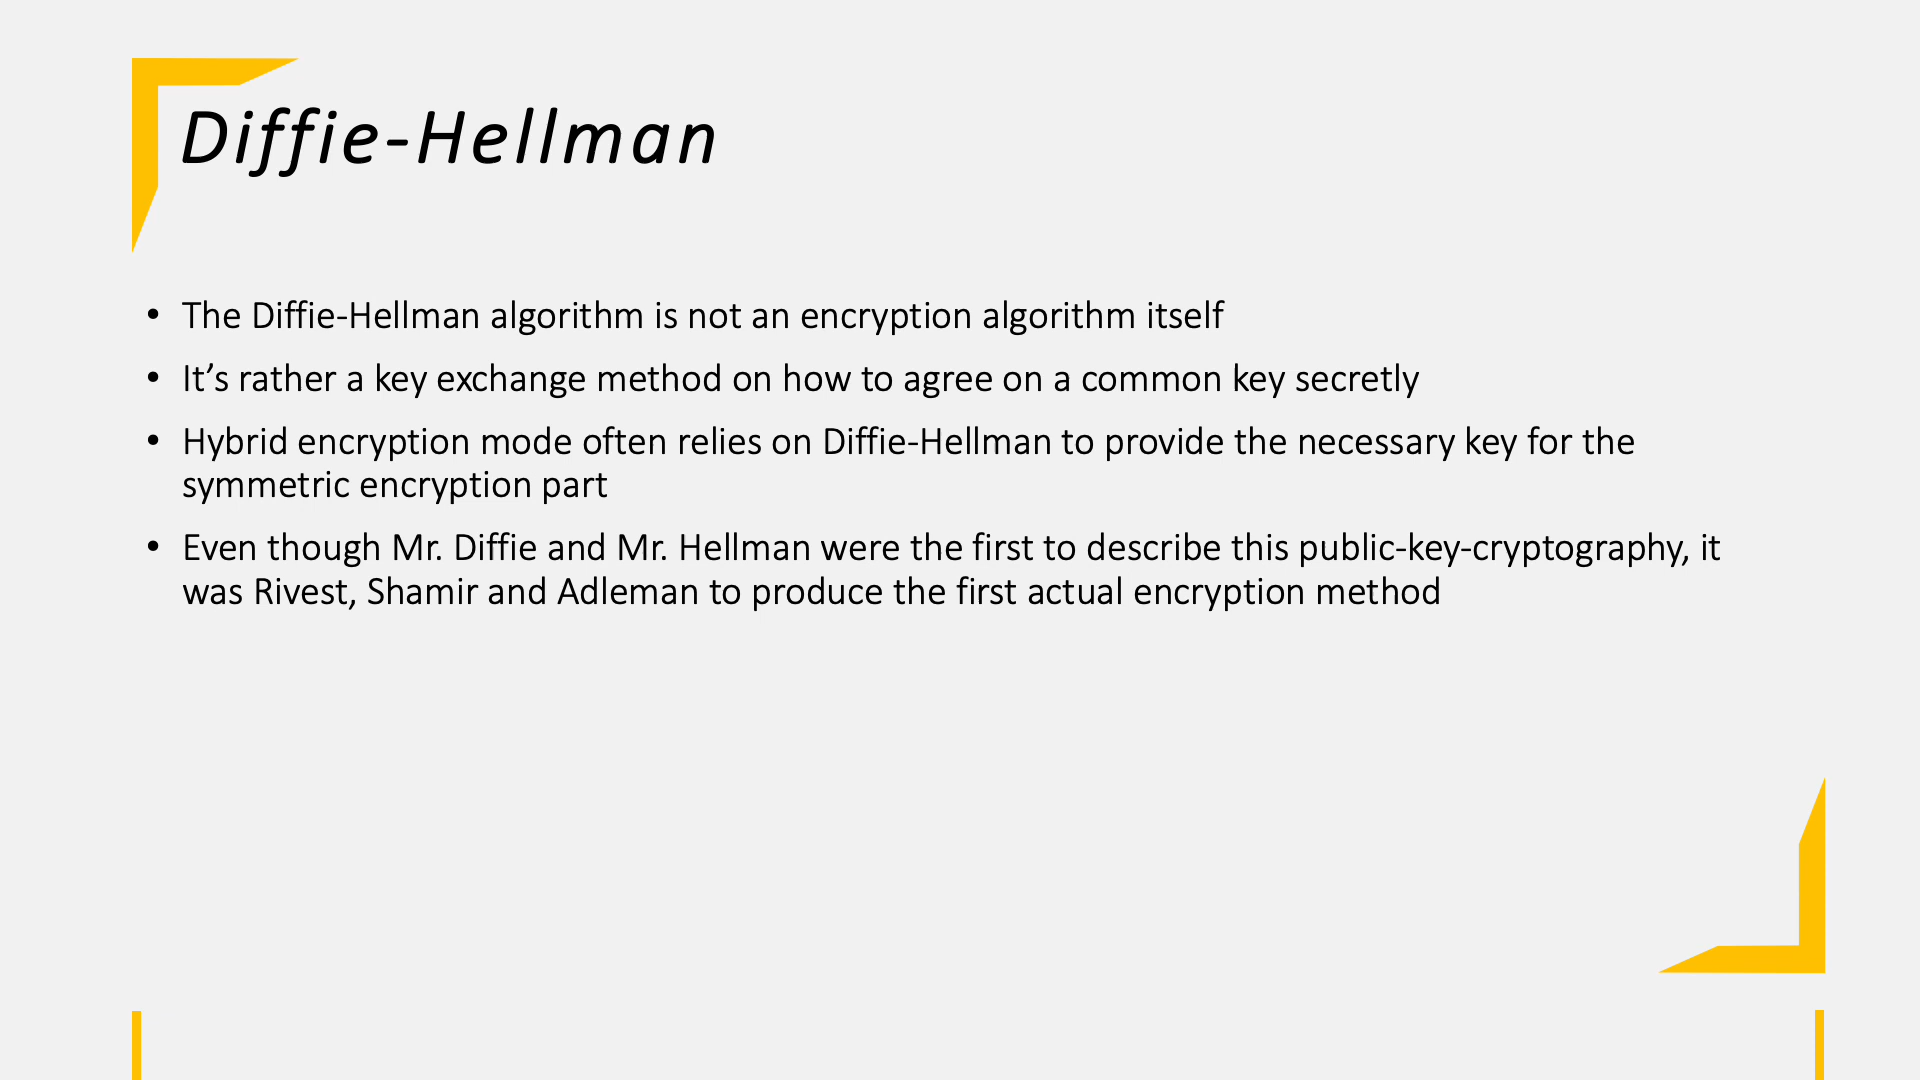 Diffie-Hellman
• The Diffie-Hellman algorithm is not an encryption algorithm itself
• It’s rather a key exchange method on how to agree on a common key secretly
• Hybrid encryption mode often relies on Diffie-Hellman to provide the necessary key for the
symmetric encryption part
• Even though Mr. Diffie and Mr. Hellman were the first to describe this public-key-cryptography, it
was Rivest, Shamir and Adleman to produce the first actual encryption method